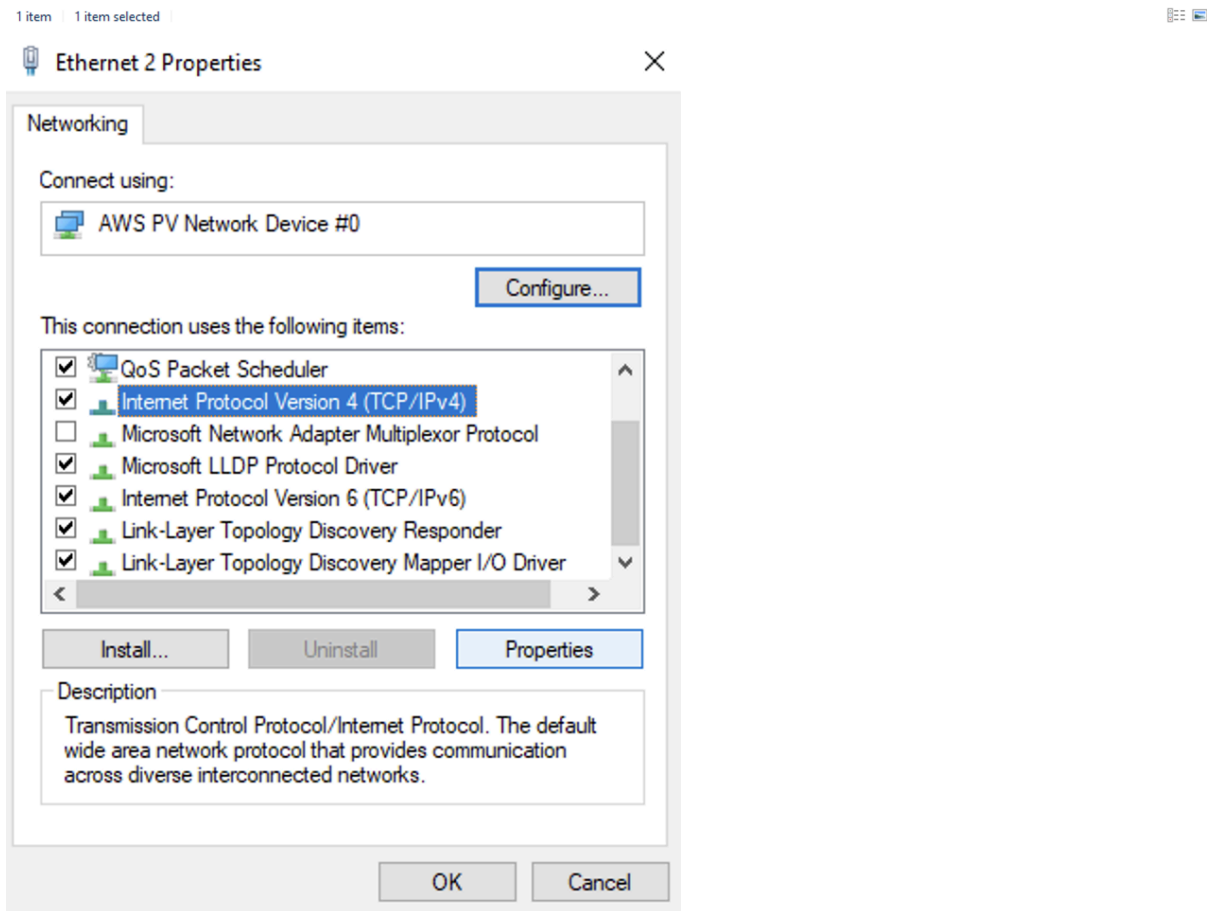 1 item 1 item selected
Ethernet 2 Properties
Networking
Connect using:
AWS PV Network Device #0
Configure...
This connection uses the following items:
QoS Packet Scheduler
Internet Protocol Version 4 (TCP/IPv4)
Microsoft Network Adapter Multiplexor Protocol
Microsoft LLDP Protocol Driver
Internet Protocol Version 6 (TCP/IPv6)
Link-Layer Topology Discovery Responder
Link-Layer Topology Discovery Mapper I/O Driver
Install... Uninstall Properties
Description
Transmission Control Protocol/Internet Protocol. The default
wide area network protocol that provides communication
across diverse interconnected networks.
OK Cancel